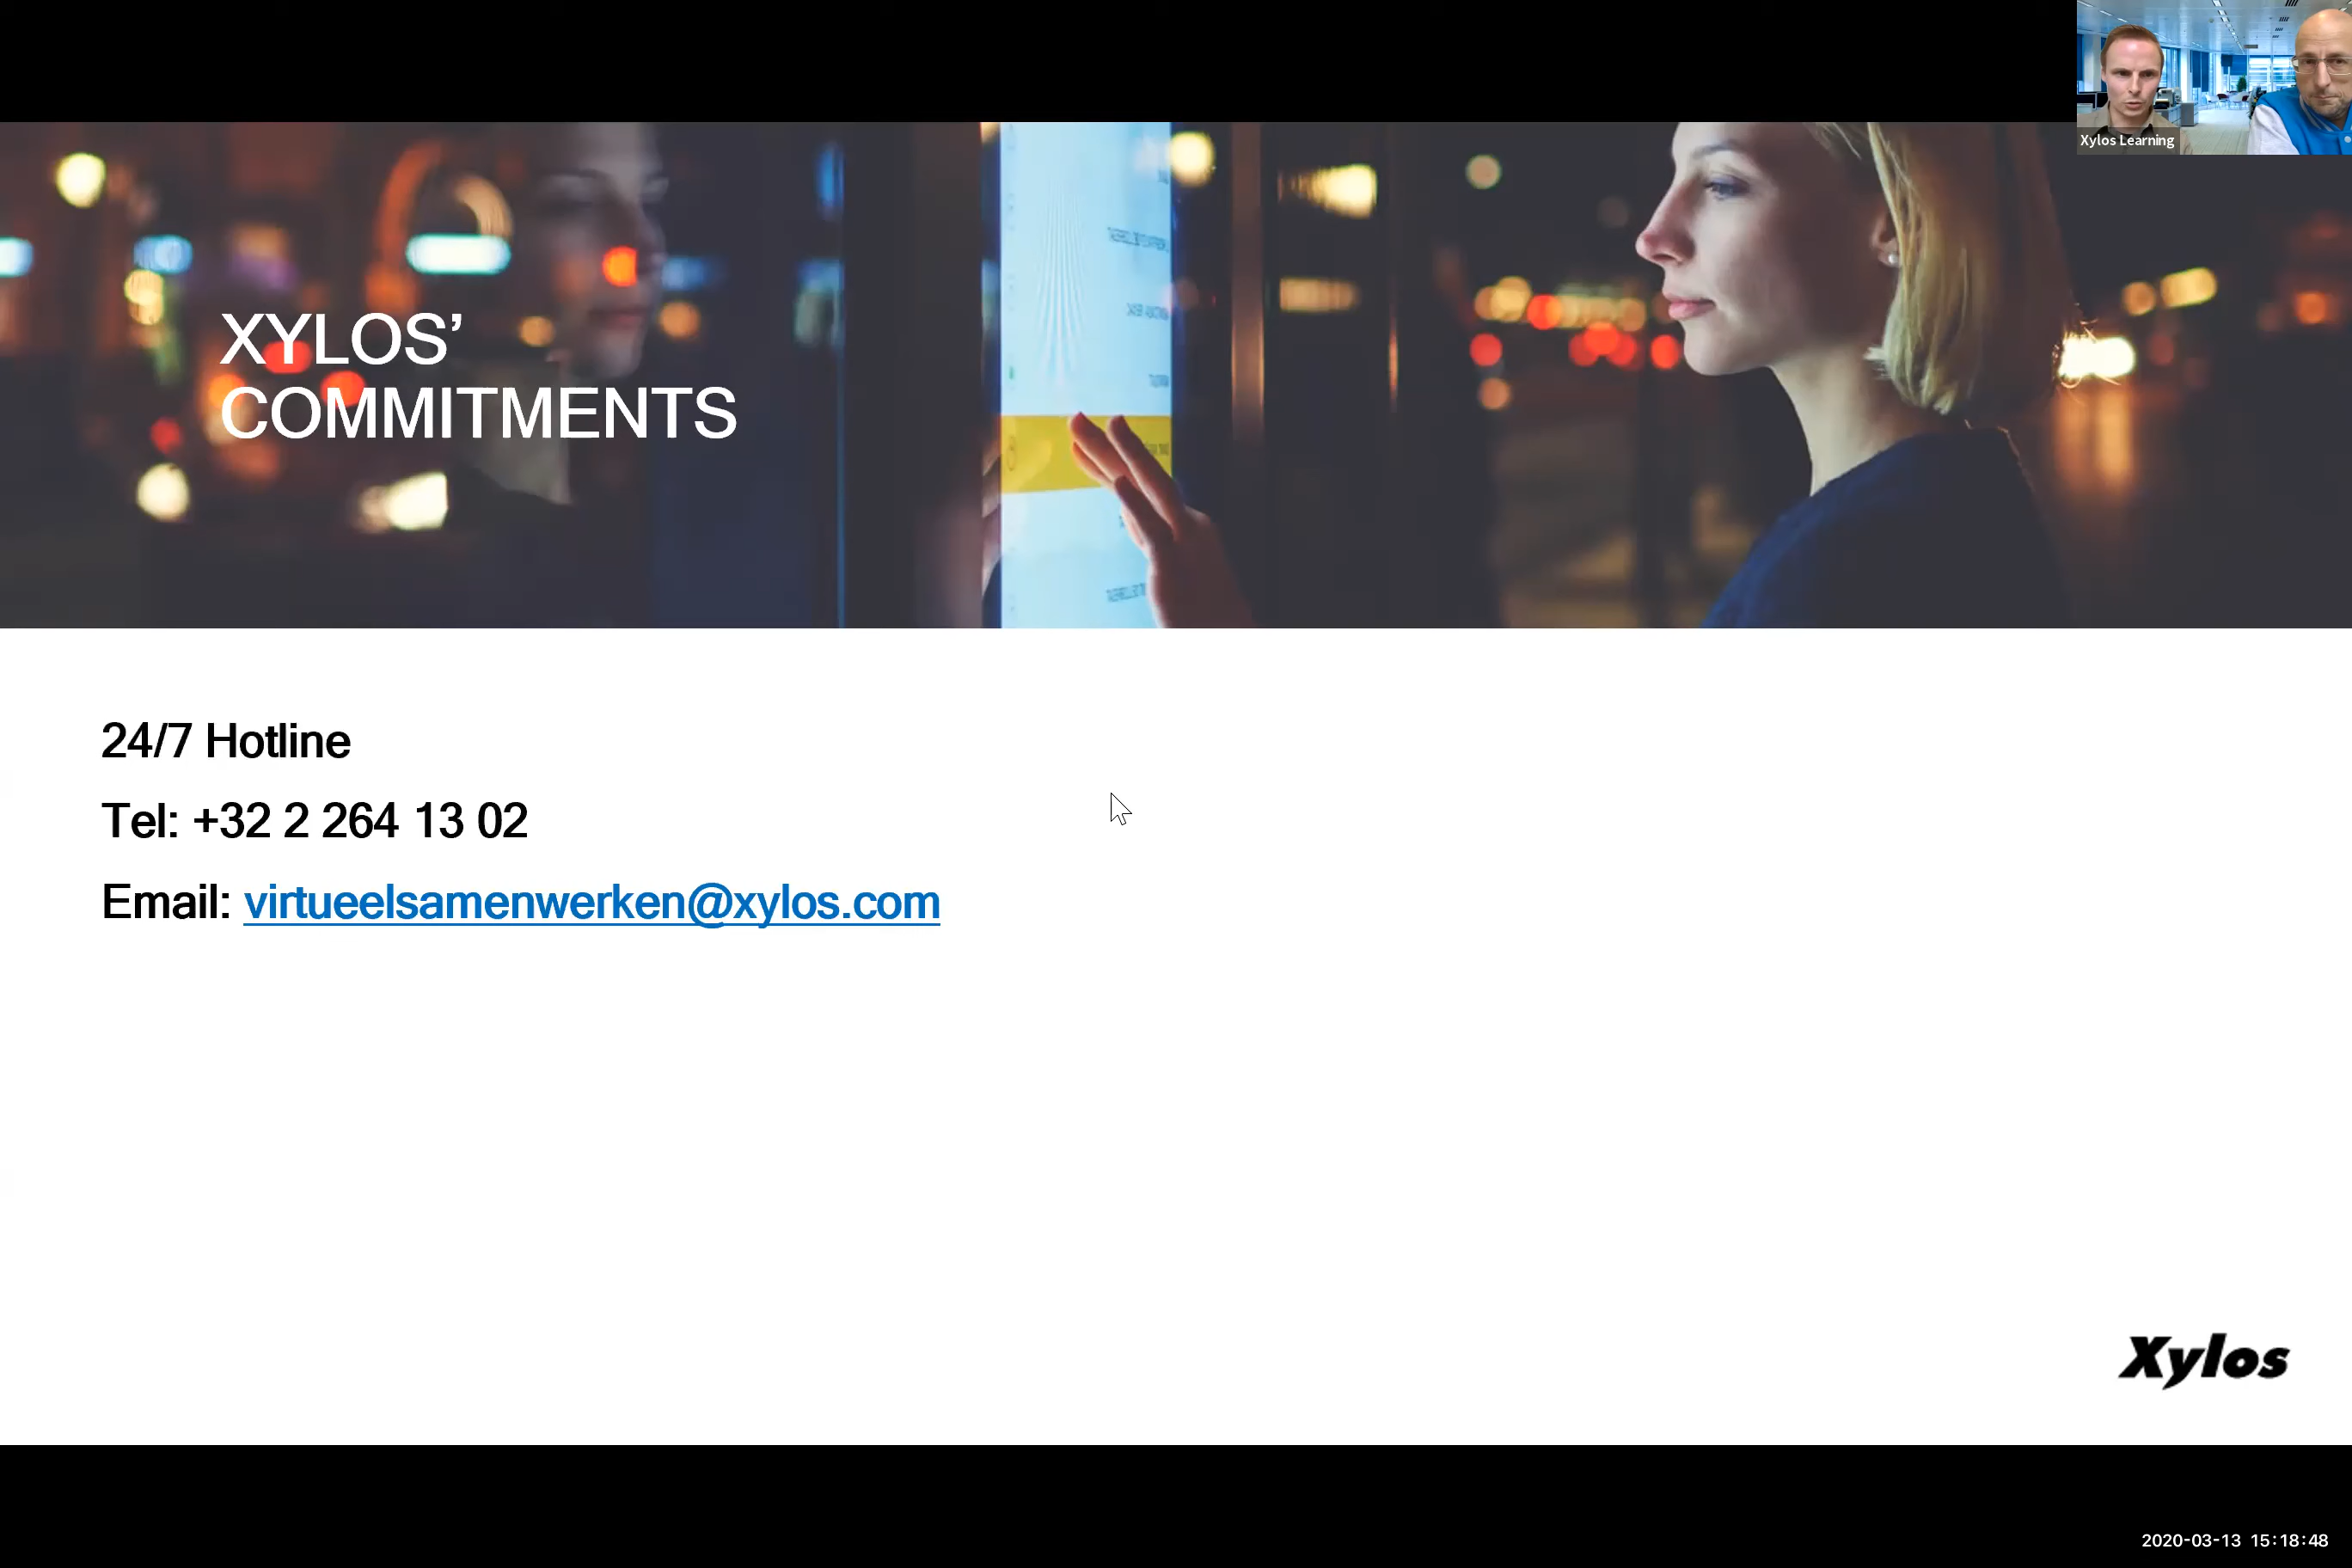 Xylos Learning
XYLOS’
COMMITMENTS
24/7 Hotline
Tel: +32 2 264 13 02
Email: virtueelsamenwerken@xylos.com
Xylos
2020-03-13 15:18:48